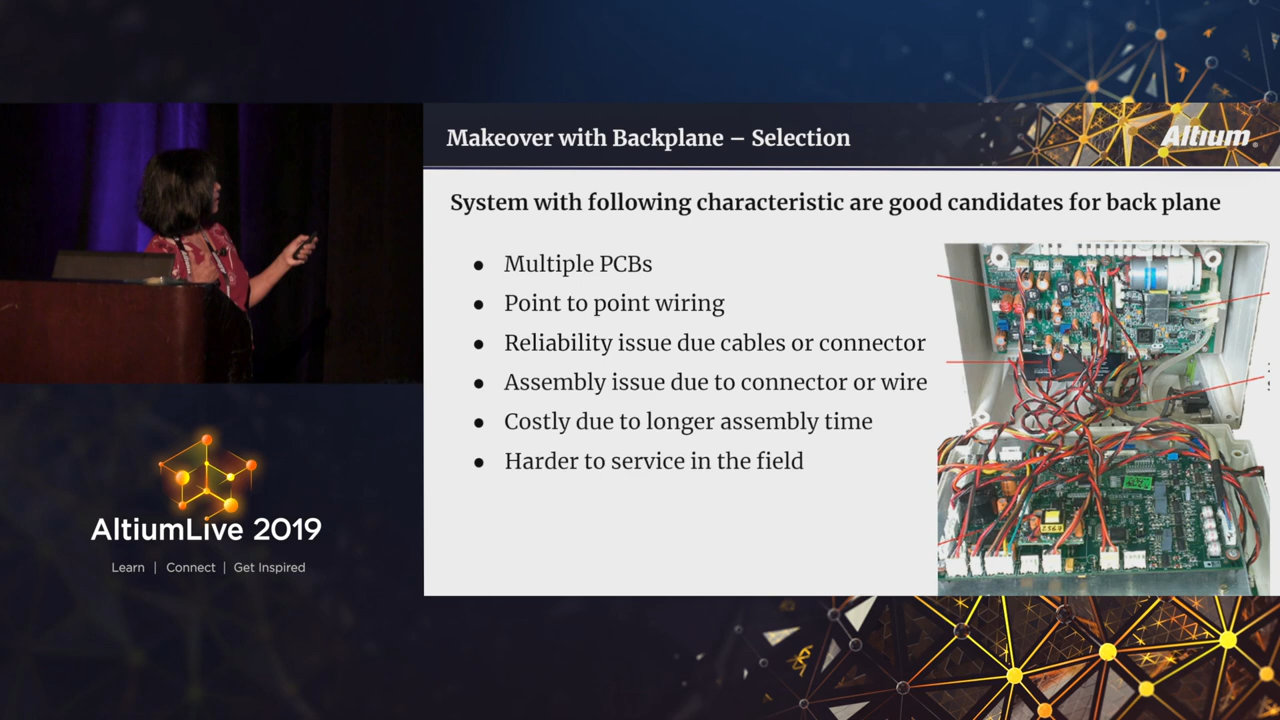 Makeover with Backplane – Selection
Altium
System with following characteristic are good candidates for back plane
● Multiple PCBs
● Point to point wiring
● Reliability issue due cables or connector
● Assembly issue due to connector or wire
● Costly due to longer assembly time
● Harder to service in the field
AltiumLive 2019
Learn | Connect | Get Inspired